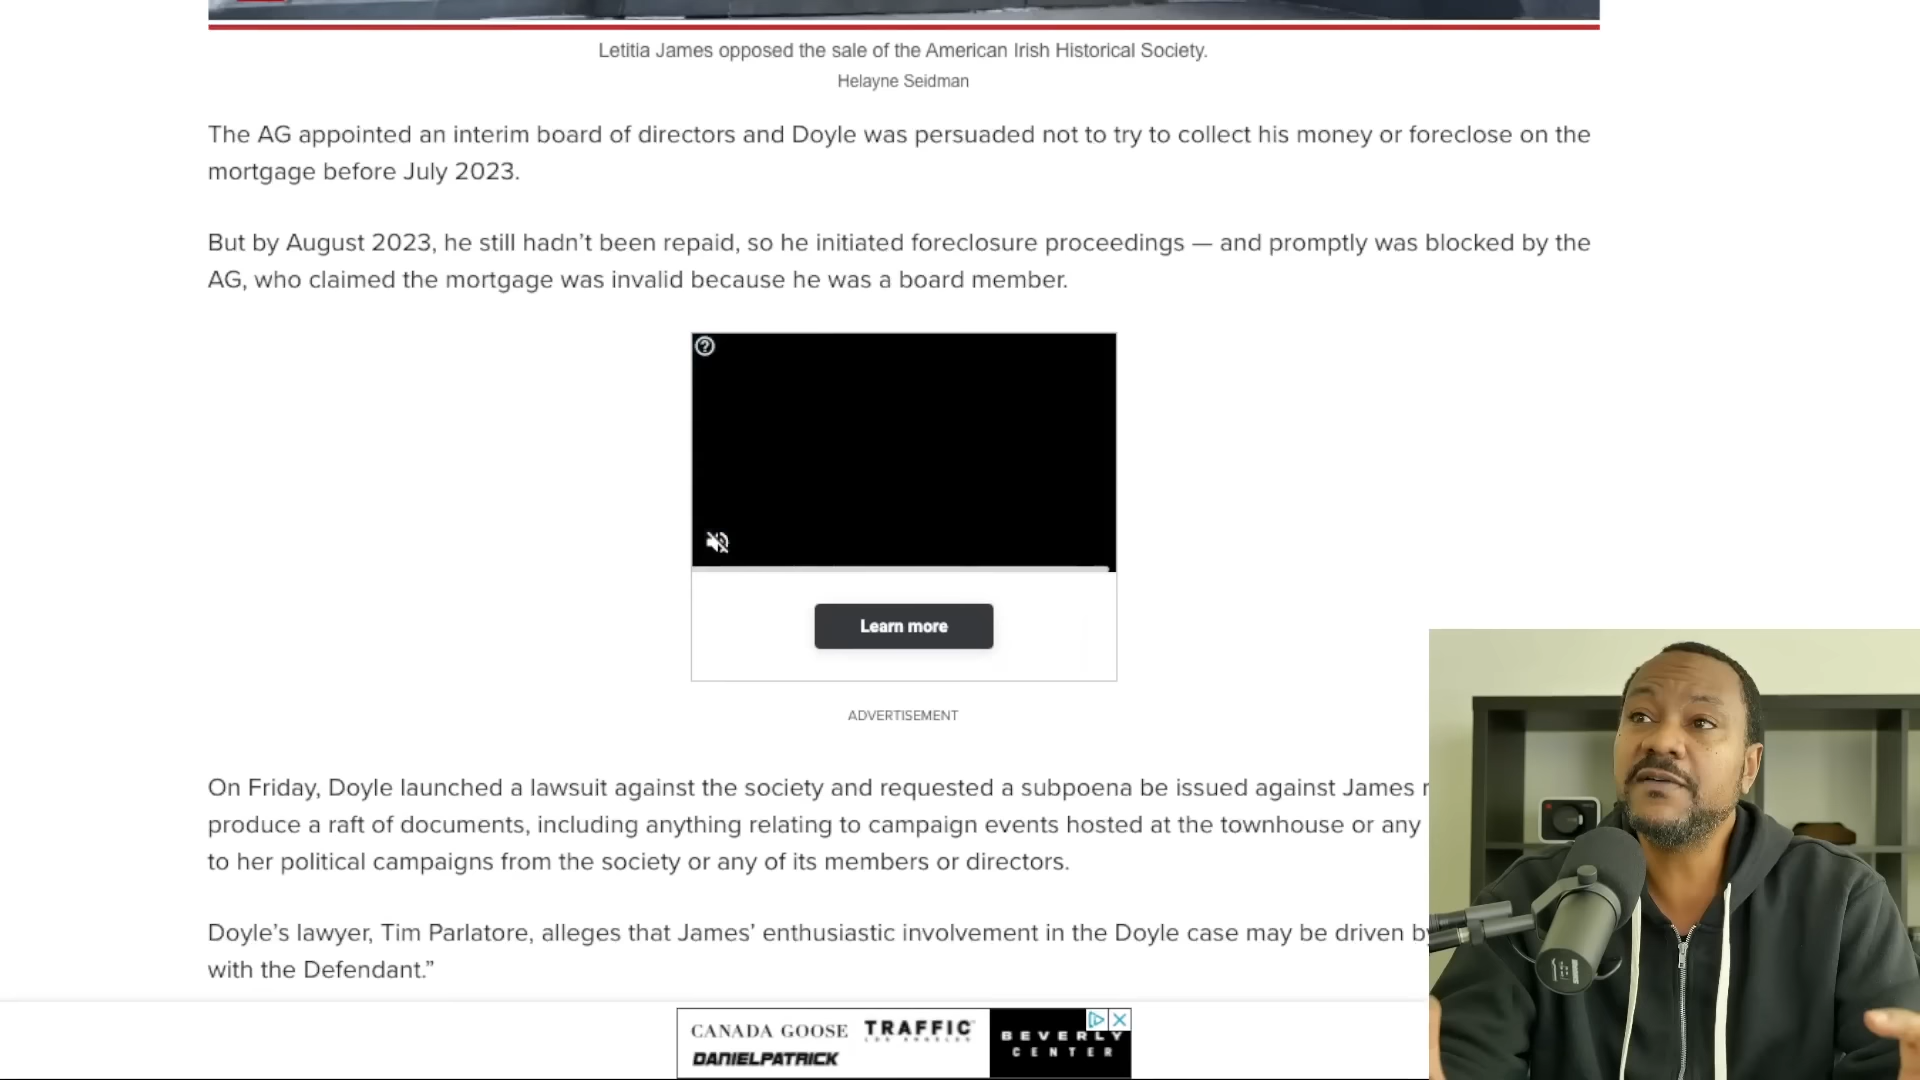 Letitia James opposed the sale of the American Irish Historical Society.
Helayne Seidman
The AG appointed an interim board of directors and Doyle was persuaded not to try to collect his money or foreclose on the
mortgage before July 2023.
But by August 2023, he still hadn’t been repaid, so he initiated foreclosure proceedings — and promptly was blocked by the
AG, who claimed the mortgage was invalid because he was a board member.
Learn more
ADVERTISEMENT
On Friday, Doyle launched a lawsuit against the society and requested a subpoena be issued against James
produce a raft of documents, including anything relating to campaign events hosted at the townhouse or any
to her political campaigns from the society or any of its members or directors.
Doyle’s lawyer, Tim Parlatore, alleges that James’ enthusiastic involvement in the Doyle case may be driven
with the Defendant.”
CANADA GOOSE TRAFFIC
LOS ANGELES
DANIELPATRICK
BEVERLY
CENTER